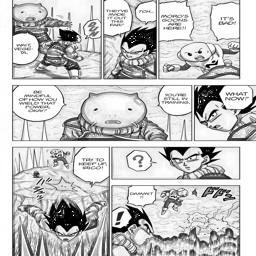 IT'S
BAD!
MORO'S
GOONS
ARE
HERE!!
TCH...
THEY'VE
MADE
IT OUT
THIS
FAR?
WAIT,
VEGE-
TA!
WHAT
NOW?
YOU'RE
STILL IN
TRAINING.
BE
MINDFUL
OF HOW YOU
WIELD THAT
POWER,
OKAY?
?
TRY TO
KEEP UP,
IRICO!
DAMMIT!
!